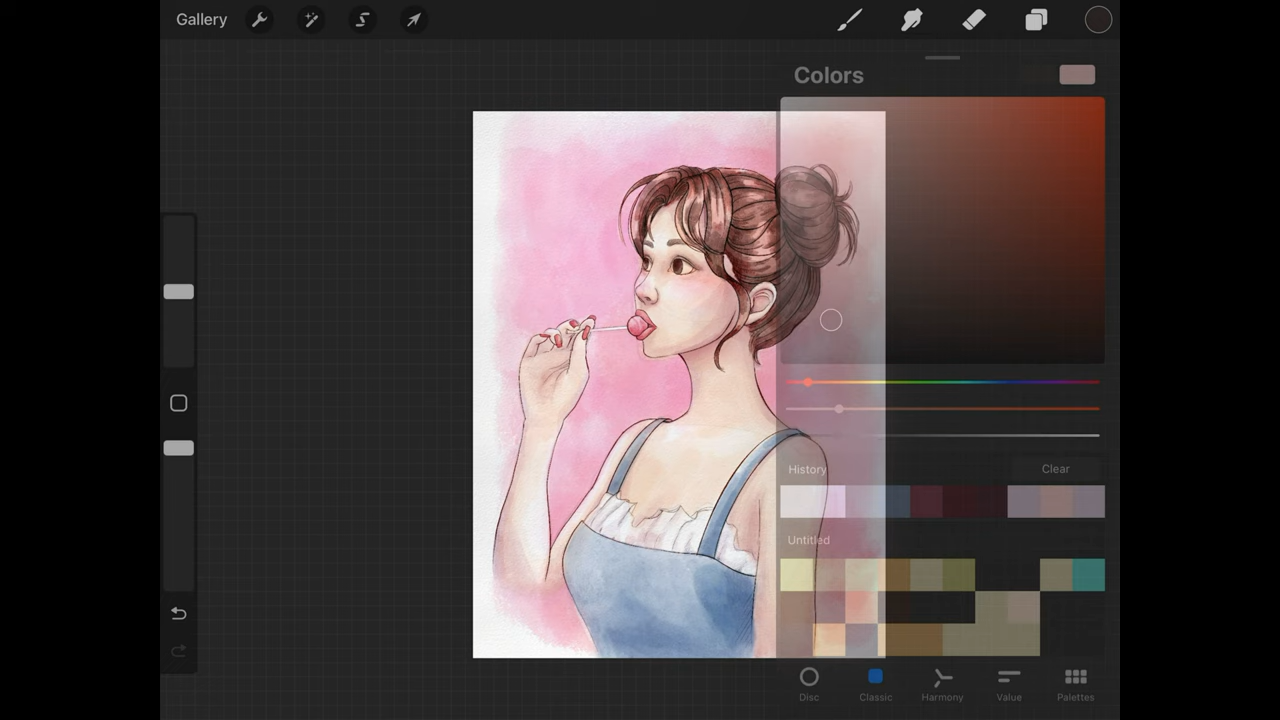 Gallery
Colors
History
Clear
Untitled
Disc
Classic
Harmony
Value
Palettes